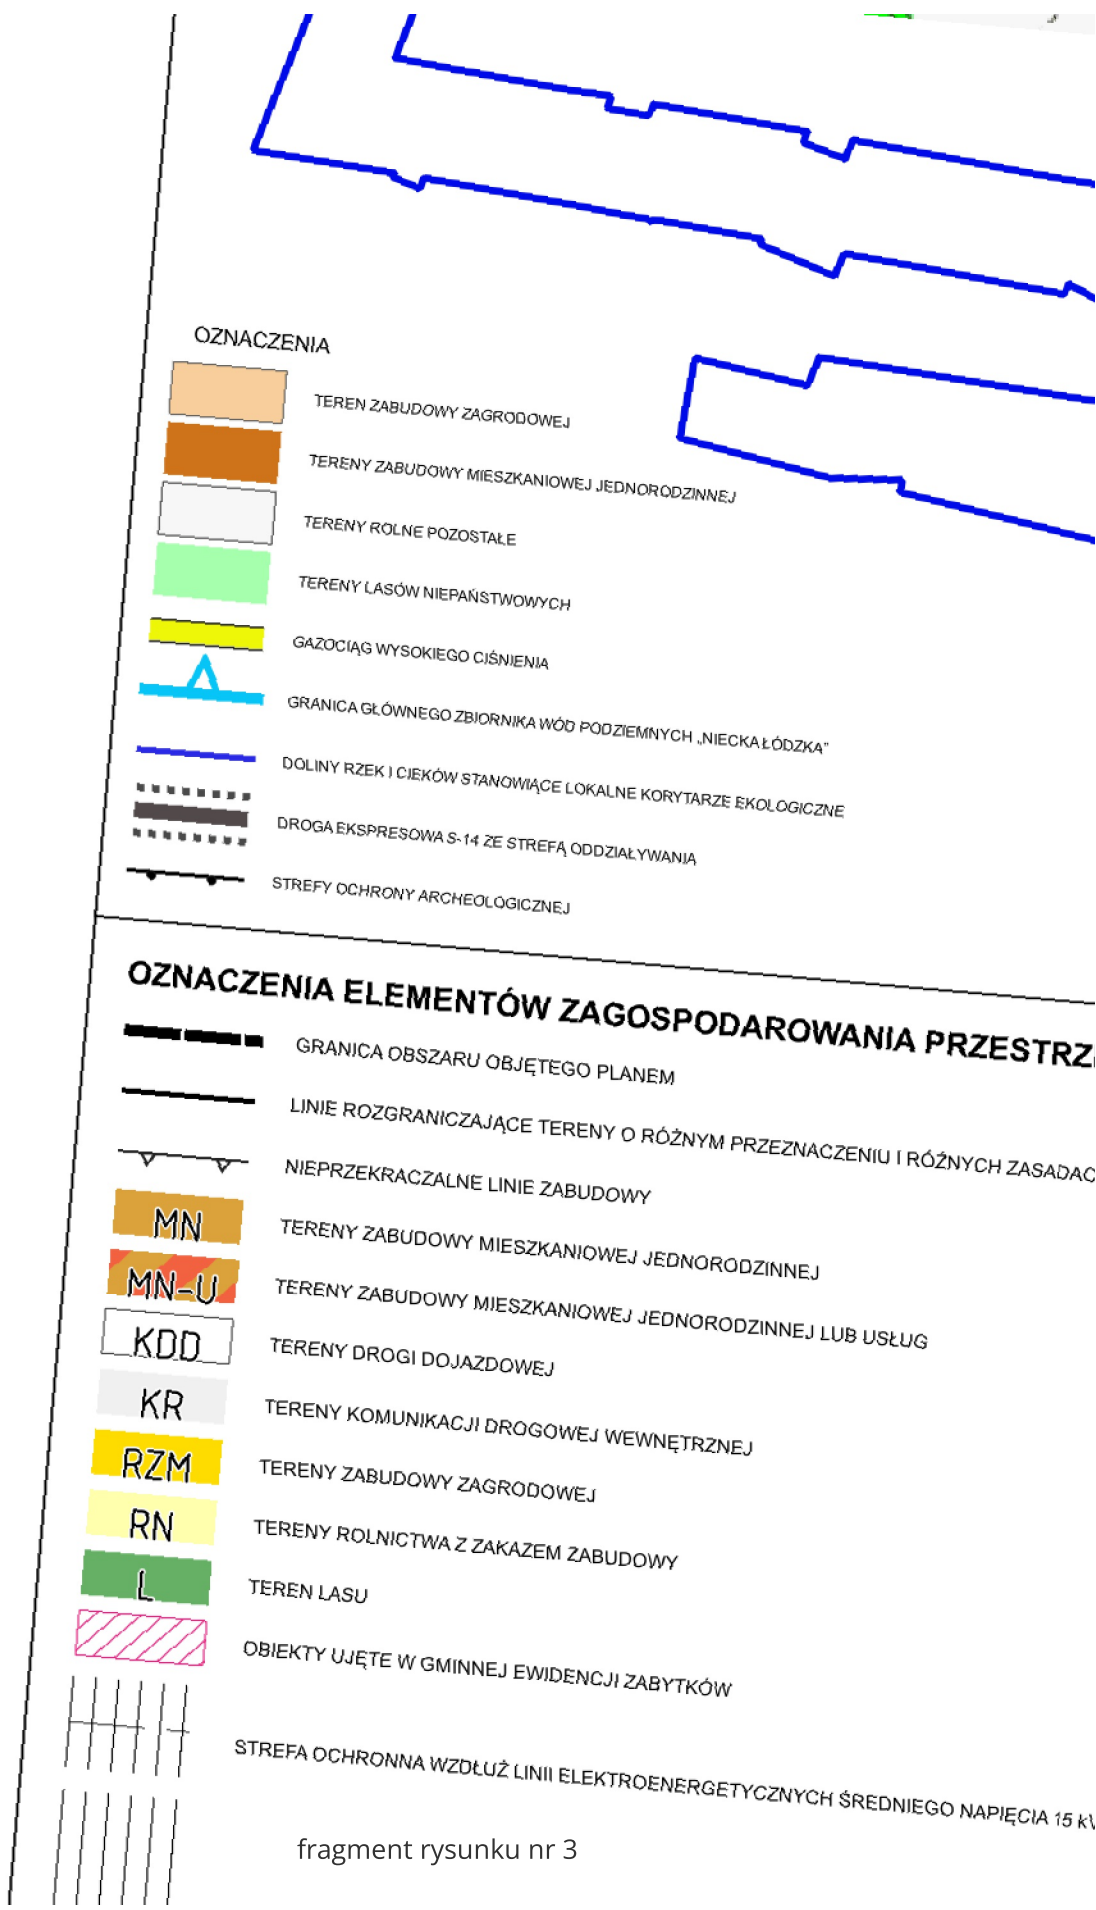 OZNACZENIA
TEREN ZABUDOWY ZAGRODOWEJ
TERENY ZABUDOWY MIESZKANIOWEJ JEDNORODZINNEJ
TERENY ROLNE POZOSTAŁE
TERENY LASÓW NIEPAŃSTWOWYCH
GAZOCIĄG WYSOKIEGO CIŚNIENIA
GRANICA GŁÓWNEGO ZBIORNIKA WÓD PODZIEMNYCH „NIECKA ŁÓDZKA"
DOLINY RZEK I CIEKÓW STANOWIĄCE LOKALNE KORYTARZE EKOLOGICZNE
DROGA EKSPRESOWA S-14 ZE STREFĄ ODDZIAŁYWANIA
STREFY OCHRONY ARCHEOLOGICZNEJ
OZNACZENIA ELEMENTÓW ZAGOSPODAROWANIA PRZESTRZ
GRANICA OBSZARU OBJĘTEGO PLANEM
LINIE ROZGRANICZAJĄCE TERENY O RÓŻNYM PRZEZNACZENIU I RÓŻNYCH ZASADAC
NIEPRZEKRACZALNE LINIE ZABUDOWY
MN TERENY ZABUDOWY MIESZKANIOWEJ JEDNORODZINNEJ
MN-U TERENY ZABUDOWY MIESZKANIOWEJ JEDNORODZINNEJ LUB USŁUG
KDD TERENY DROGI DOJAZDOWEJ
KR TERENY KOMUNIKACJI DROGOWEJ WEWNĘTRZNEJ
RZM TERENY ZABUDOWY ZAGRODOWEJ
RN TERENY ROLNICTWA Z ZAKAZEM ZABUDOWY
L TEREN LASU
OBIEKTY UJĘTE W GMINNEJ EWIDENCJI ZABYTKÓW
STREFA OCHRONNA WZDŁUŻ LINII ELEKTROENERGETYCZNYCH ŚREDNIEGO NAPIĘCIA 15 kV
fragment rysunku nr 3